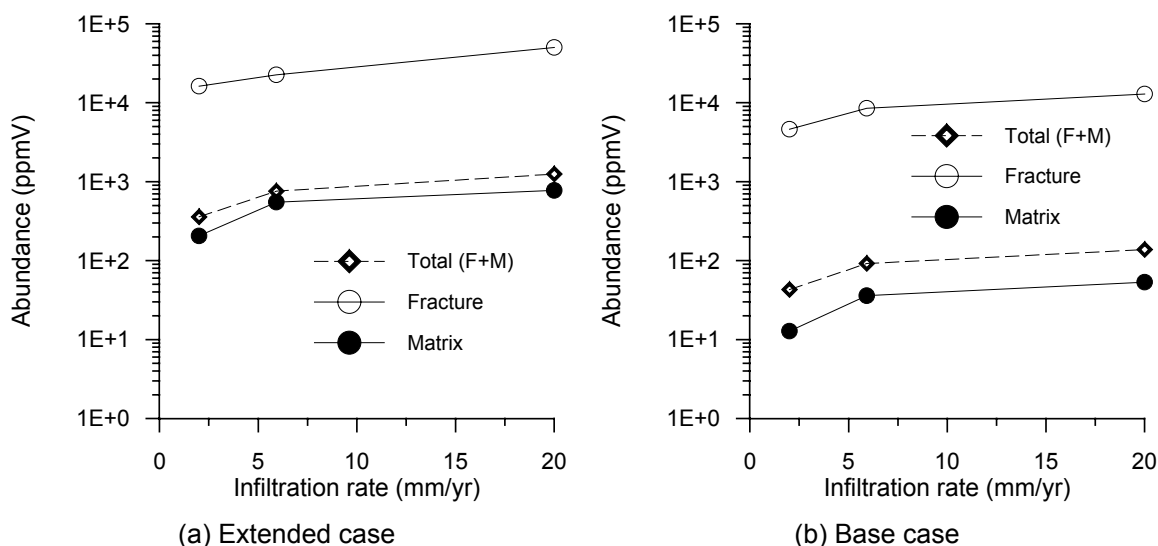 1E+5
1E+4
1E+3
1E+2
1E+1
1E+0
Abundance (ppmV)
Total (F+M)
Fracture
Matrix
0 5 10 15 20
Infiltration rate (mm/yr)
(a) Extended case
1E+5
1E+4
1E+3
1E+2
1E+1
1E+0
Abundance (ppmV)
Total (F+M)
Fracture
Matrix
0 5 10 15 20
Infiltration rate (mm/yr)
(b) Base case